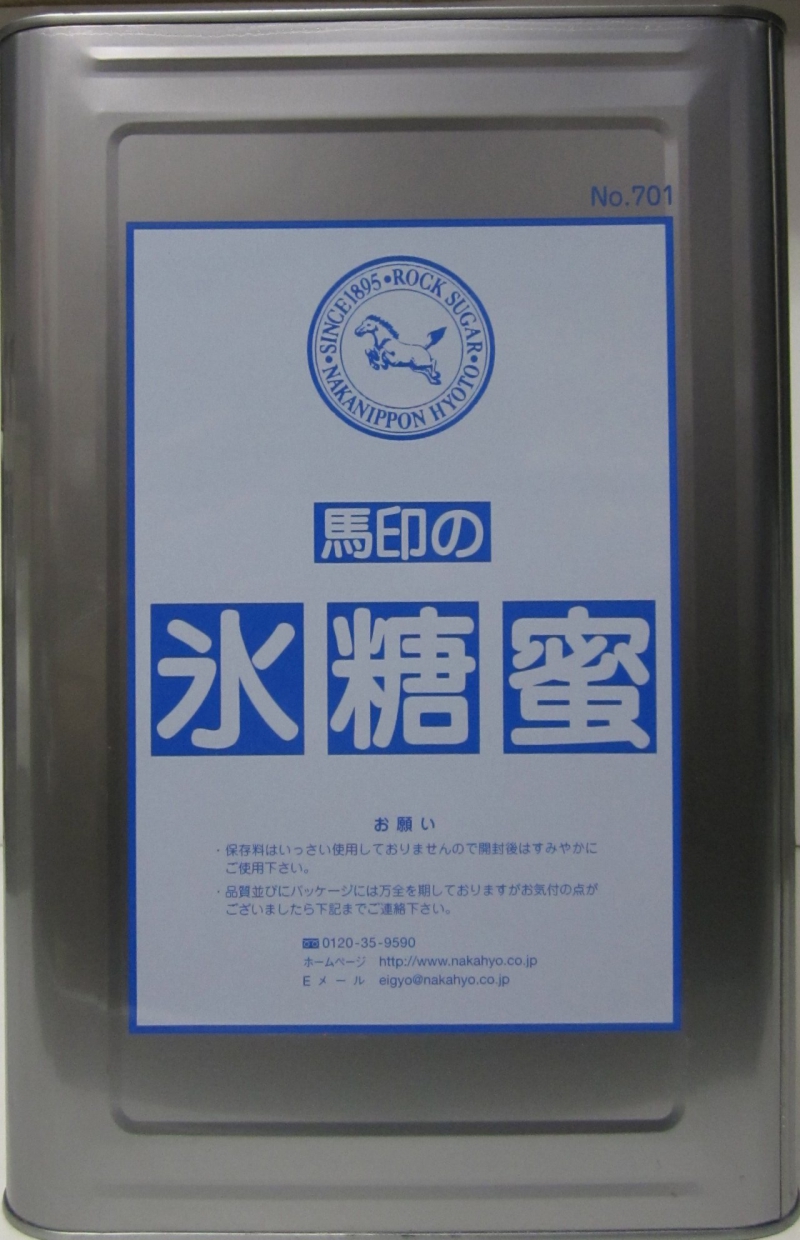 No.701
SINCE1895・ROCK SUGAR・NAKANIPPON HYOTO・
馬印の
氷糖蜜
お願い
・保存料はいっさい使用しておりませんので開封後はすみやかに
ご使用下さい。
・品質並びにパッケージには万全を期しておりますがお気付の点が
ございましたら下記までご連絡下さい。
0120-35-9590
ホームページ http://www.nakahyo.co.jp
Eメール eigyo@nakahyo.co.jp